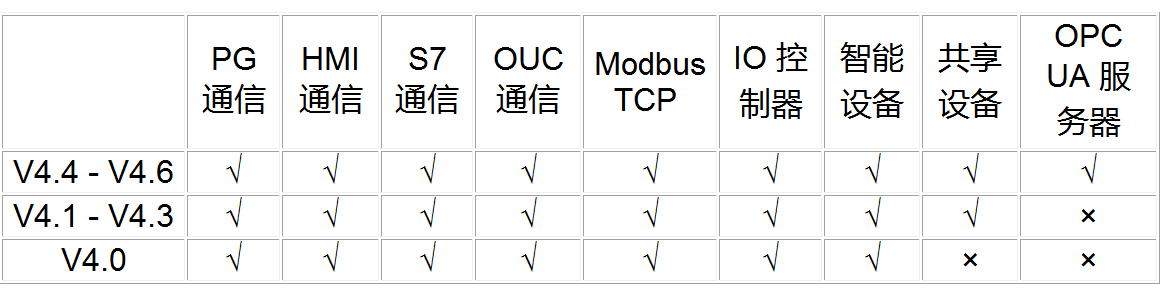 PG 通信 HMI 通信 S7 通信 OUC 通信 Modbus TCP IO 控制器 智能设备 共享设备 OPC UA 服务器
V4.4 - V4.6 √ √ √ √ √ √ √ √ √
V4.1 - V4.3 √ √ √ √ √ √ √ √ ×
V4.0 √ √ √ √ √ √ √ × ×